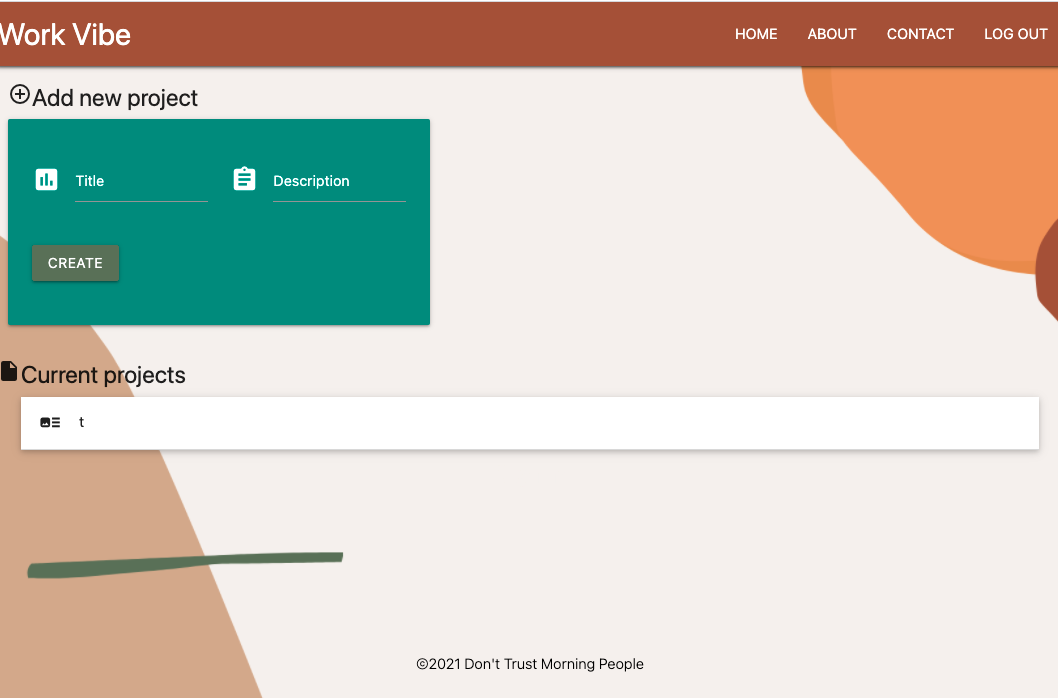 Work Vibe
HOME ABOUT CONTACT LOG OUT
Add new project
Title Description
CREATE
Current projects
t
©2021 Don't Trust Morning People